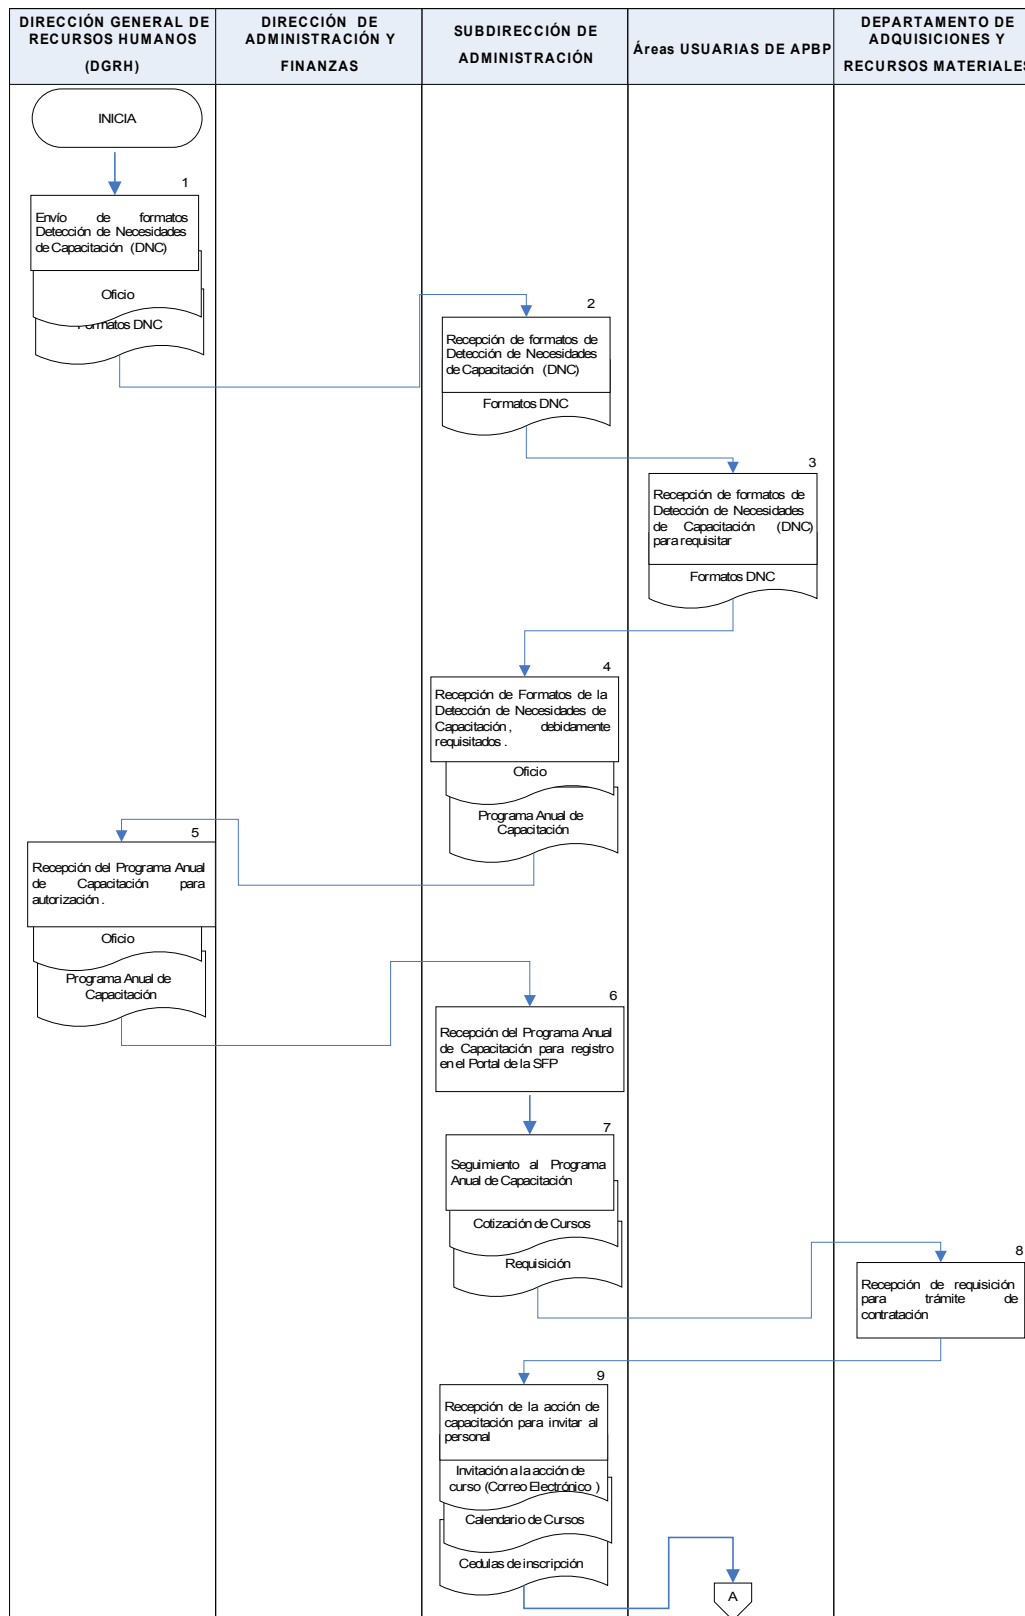 DIRECCIÓN GENERAL DE
RECURSOS HUMANOS
(DGRH)
DIRECCIÓN DE
ADMINISTRACIÓN Y
FINANZAS
SUBDIRECCIÓN DE
ADMINISTRACIÓN
Áreas USUARIAS DE APBP
DEPARTAMENTO DE
ADQUISICIONES Y
RECURSOS MATERIALES
INICIA
1
Envío de formatos
Detección de Necesidades
de Capacitación (DNC)
Oficio
Formatos DNC
2
Recepción de formatos de
Detección de Necesidades
de Capacitación (DNC)
Formatos DNC
3
Recepción de formatos de
Detección de Necesidades
de Capacitación (DNC)
para requisitar
Formatos DNC
4
Recepción de Formatos de la
Detección de Necesidades de
Capacitación, debidamente
requisitados.
Oficio
Programa Anual de
Capacitación
5
Recepción del Programa Anual
de Capacitación para
autorización.
Oficio
Programa Anual de
Capacitación
6
Recepción del Programa Anual
de Capacitación para registro
en el Portal de la SFP
7
Seguimiento al Programa
Anual de Capacitación
Cotización de Cursos
Requisición
8
Recepción de requisición
para trámite de
contratación
9
Recepción de la acción de
capacitación para invitar al
personal
Invitación a la acción de
curso (Correo Electrónico)
Calendario de Cursos
Cedulas de inscripción
A